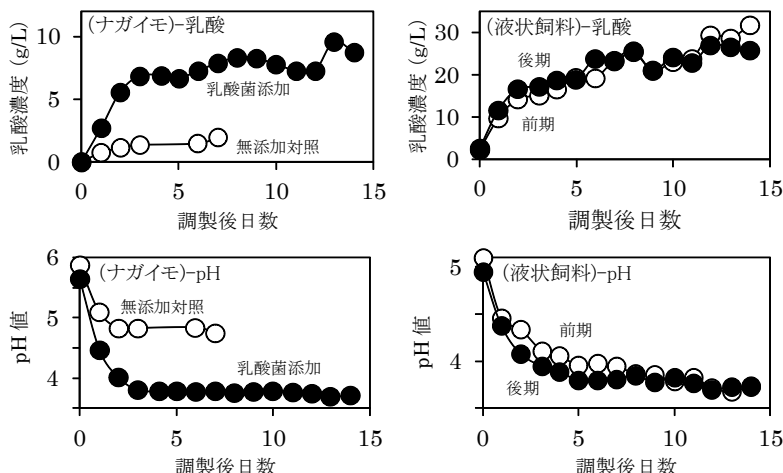 (ナガイモ)-乳酸
乳酸濃度 (g/L)
10
5
0
乳酸菌添加
無添加対照
0 5 10 15
調製後日数
(液状飼料)-乳酸
乳酸濃度 (g/L)
30
20
10
0
後期
前期
0 5 10 15
調製後日数
(ナガイモ)-pH
pH 値
6
5
4
無添加対照
乳酸菌添加
0 5 10 15
調製後日数
(液状飼料)-pH
pH 値
5
4
前期
後期
0 5 10 15
調製後日数